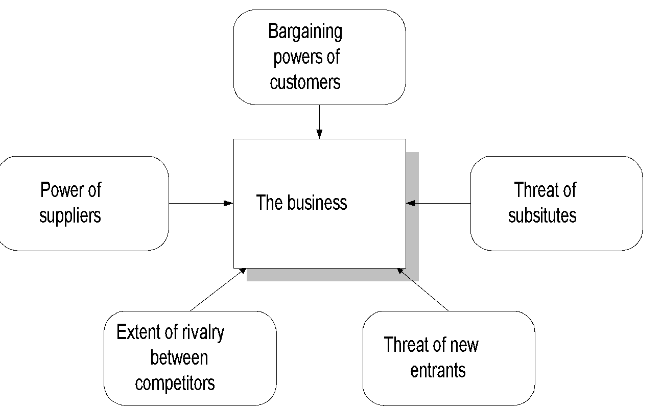 Bargaining
powers of
customers
Power of
suppliers
The business
Threat of
subsitutes
Extent of rivalry
between
competitors
Threat of new
entrants